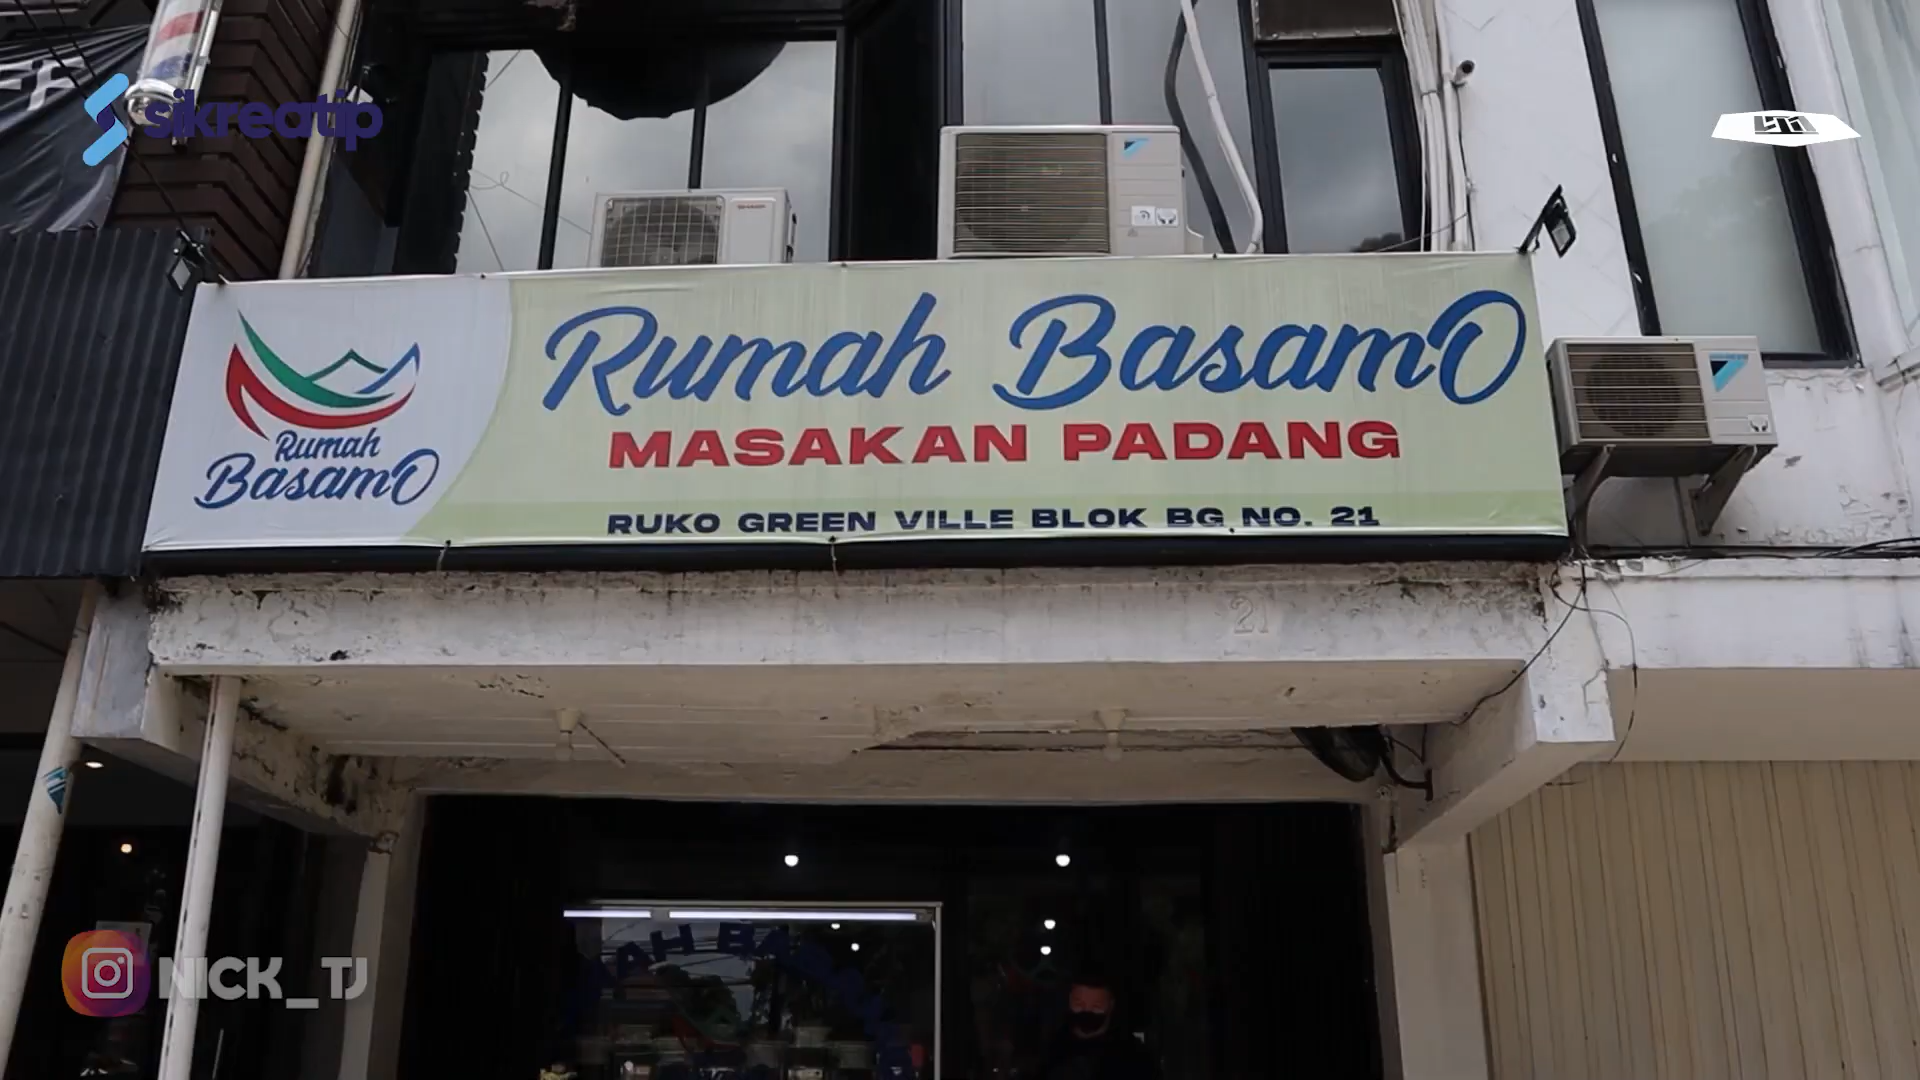 sikreatip
Rumah BasamO
MASAKAN PADANG
RUKO GREEN VILLE BLOK BG NO. 21
Rumah
BasamO
21
NICK_TJ